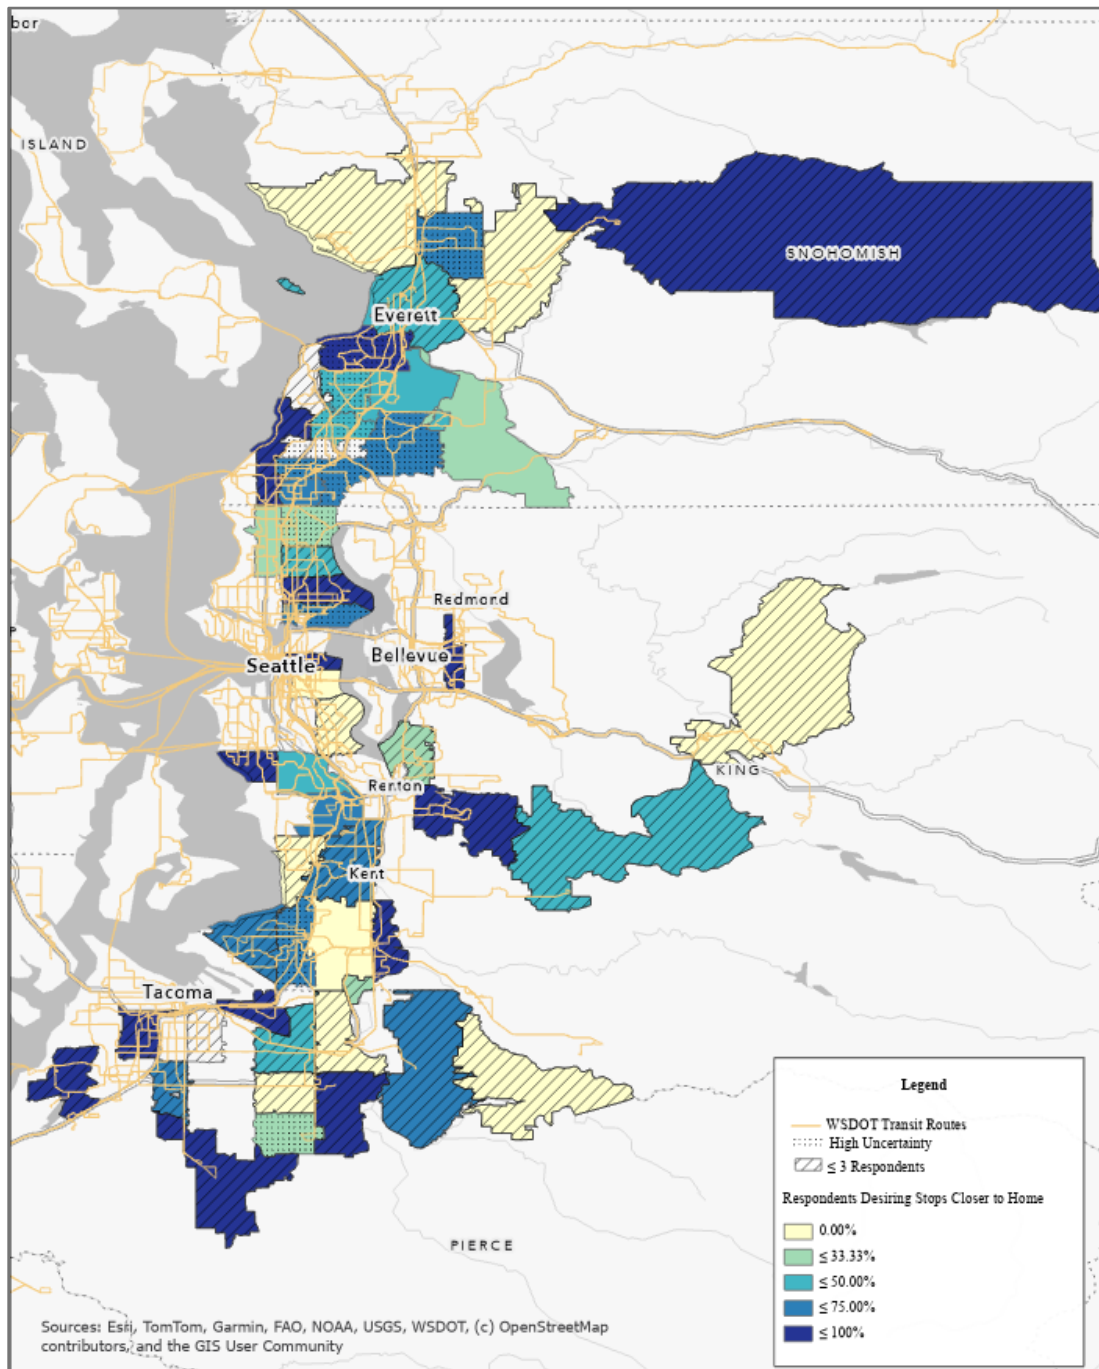 bor
ISLAND
SNOHOMISH
Everett
Redmond
P
Seattle
Bellevue
KING
Renton
Kent
Tacoma
PIERCE
Legend
WSDOT Transit Routes
High Uncertainty
≤ 3 Respondents
Respondents Desiring Stops Closer to Home
0.00%
≤ 33.33%
≤ 50.00%
≤ 75.00%
≤ 100%
Sources: Esri, TomTom, Garmin, FAO, NOAA, USGS, WSDOT, (c) OpenStreetMap
contributors, and the GIS User Community